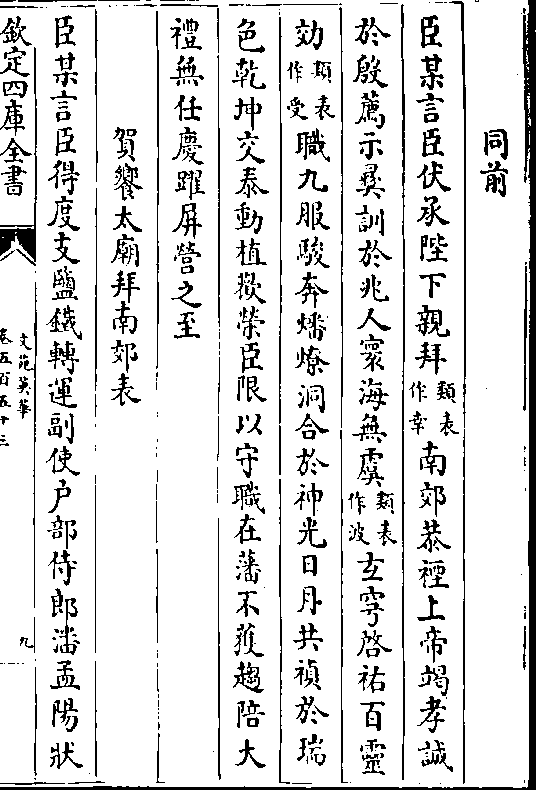 同前
臣某言臣伏承陛下親拜類表作幸南郊恭禋上帝竭孝誠
於殷薦示彛訓於兆人寰海無虞類表作波玄穹啓祐百靈
効類表作受職九服駿奔燔燎洞合於神光日月共禎於瑞
色乾坤交泰動植歡榮臣限以守職在藩不獲趨陪大
禮無任慶躍屏營之至
賀饗太廟拜南郊表
臣某言臣得度支鹽鐵轉運副使户部侍郎潘孟陽狀
欽定四庫全書
文苑英華
卷五百五十三
九